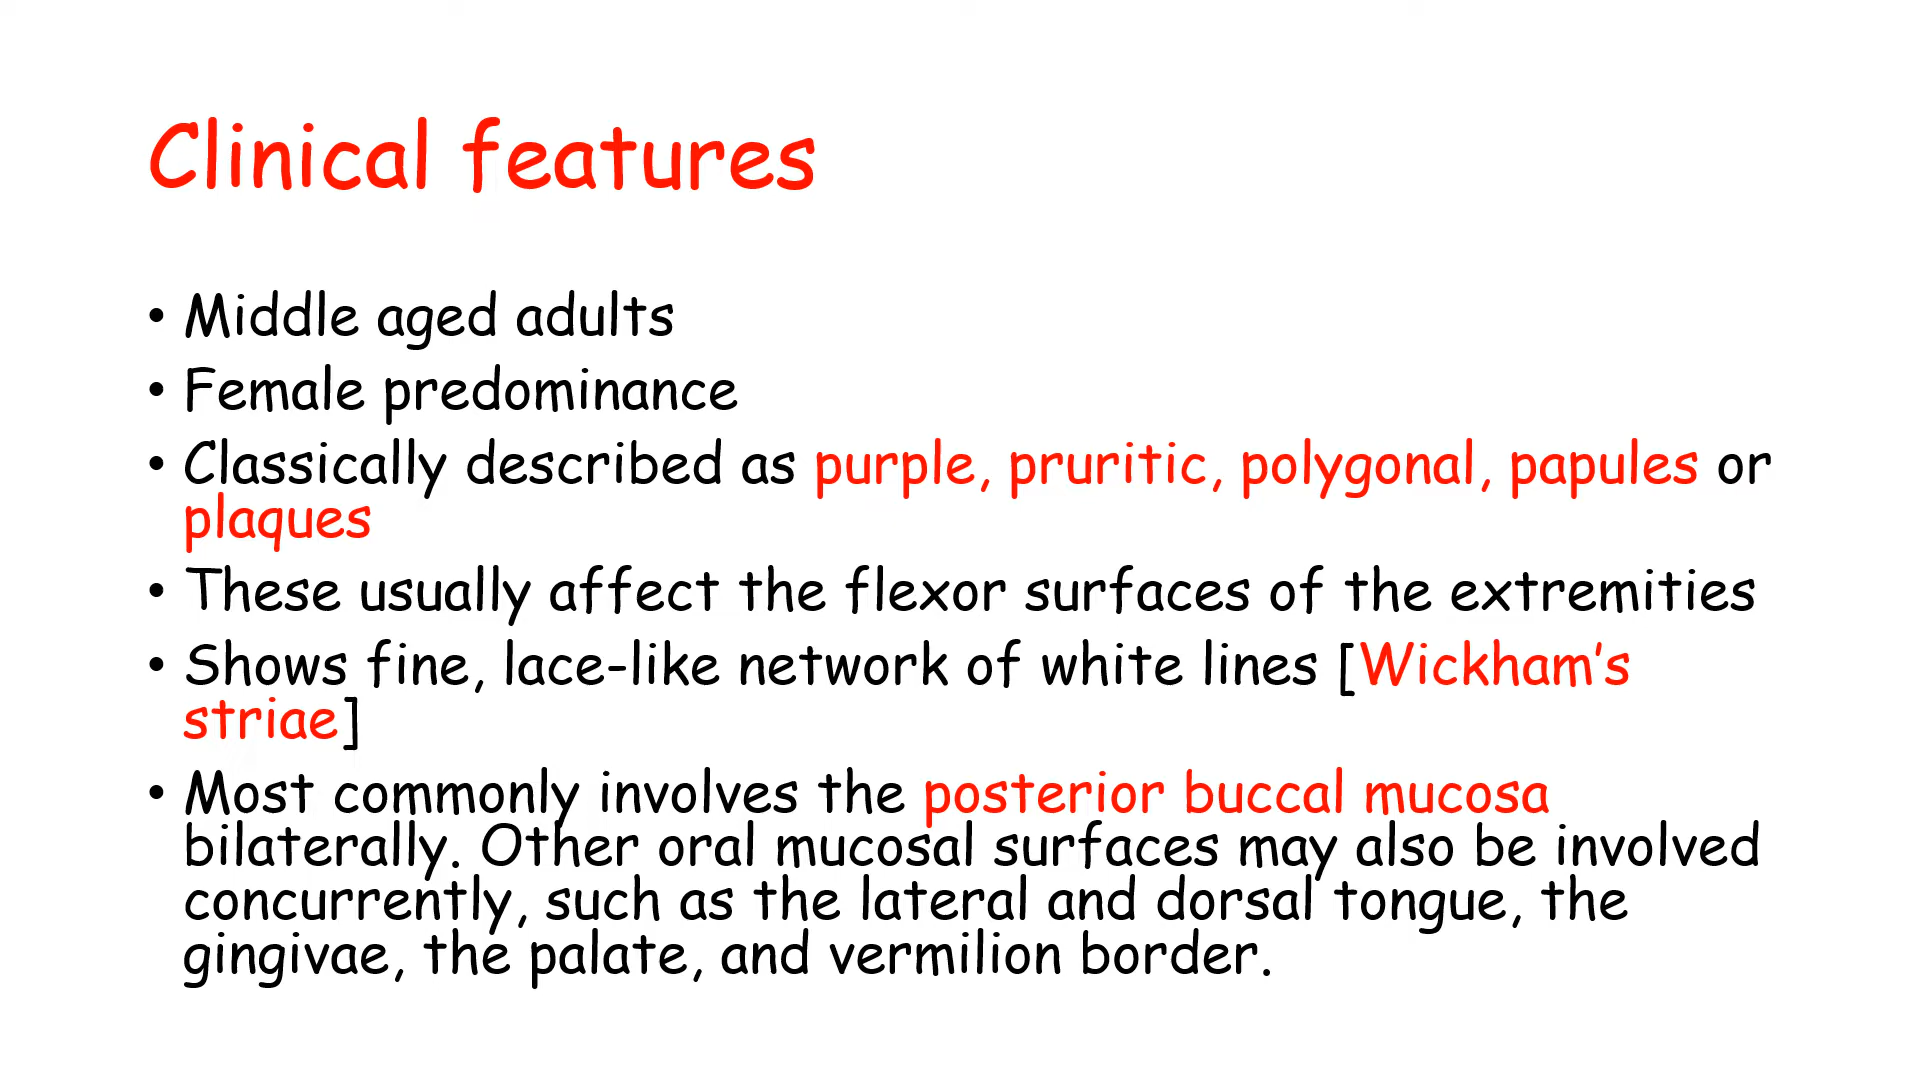 Clinical features
• Middle aged adults
• Female predominance
• Classically described as purple, pruritic, polygonal, papules or
plaques
• These usually affect the flexor surfaces of the extremities
• Shows fine, lace-like network of white lines [Wickham’s
striae]
• Most commonly involves the posterior buccal mucosa
bilaterally. Other oral mucosal surfaces may also be involved
concurrently, such as the lateral and dorsal tongue, the
gingivae, the palate, and vermilion border.